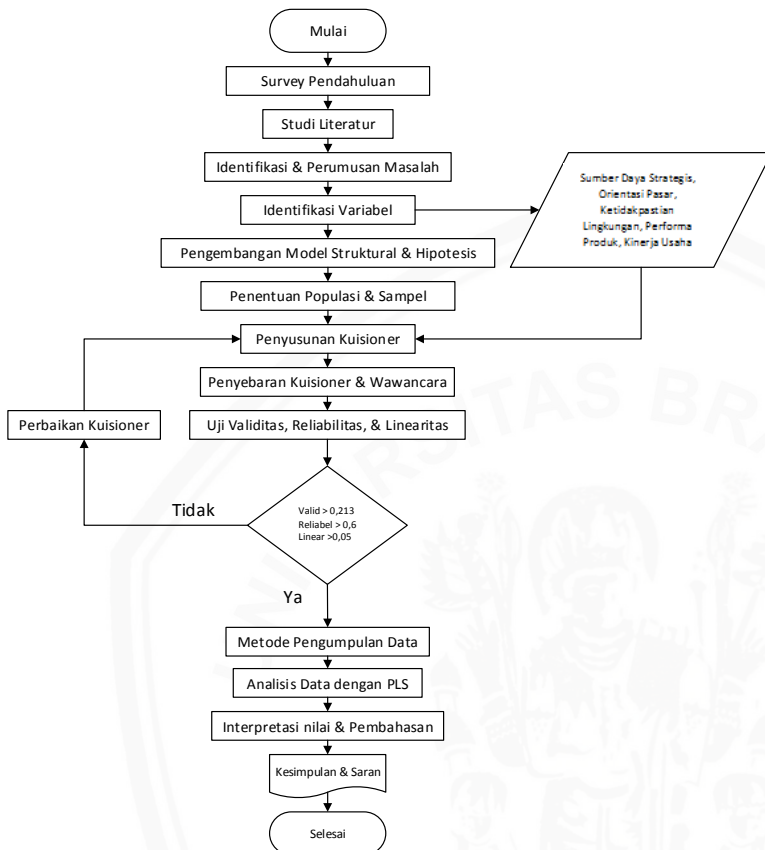 Mulai
Survey Pendahuluan
Studi Literatur
Identifikasi & Perumusan Masalah
Identifikasi Variabel
Sumber Daya Strategis,
Orientasi Pasar,
Ketidakpastian
Lingkungan, Performa
Produk, Kinerja Usaha
Pengembangan Model Struktural & Hipotesis
Penentuan Populasi & Sampel
Penyusunan Kuisioner
Penyebaran Kuisioner & Wawancara
Perbaikan Kuisioner
Uji Validitas, Reliabilitas, & Linearitas
Tidak
Valid > 0,213
Reliabel > 0,6
Linear >0,05
Ya
Metode Pengumpulan Data
Analisis Data dengan PLS
Interpretasi nilai & Pembahasan
Kesimpulan & Saran
Selesai